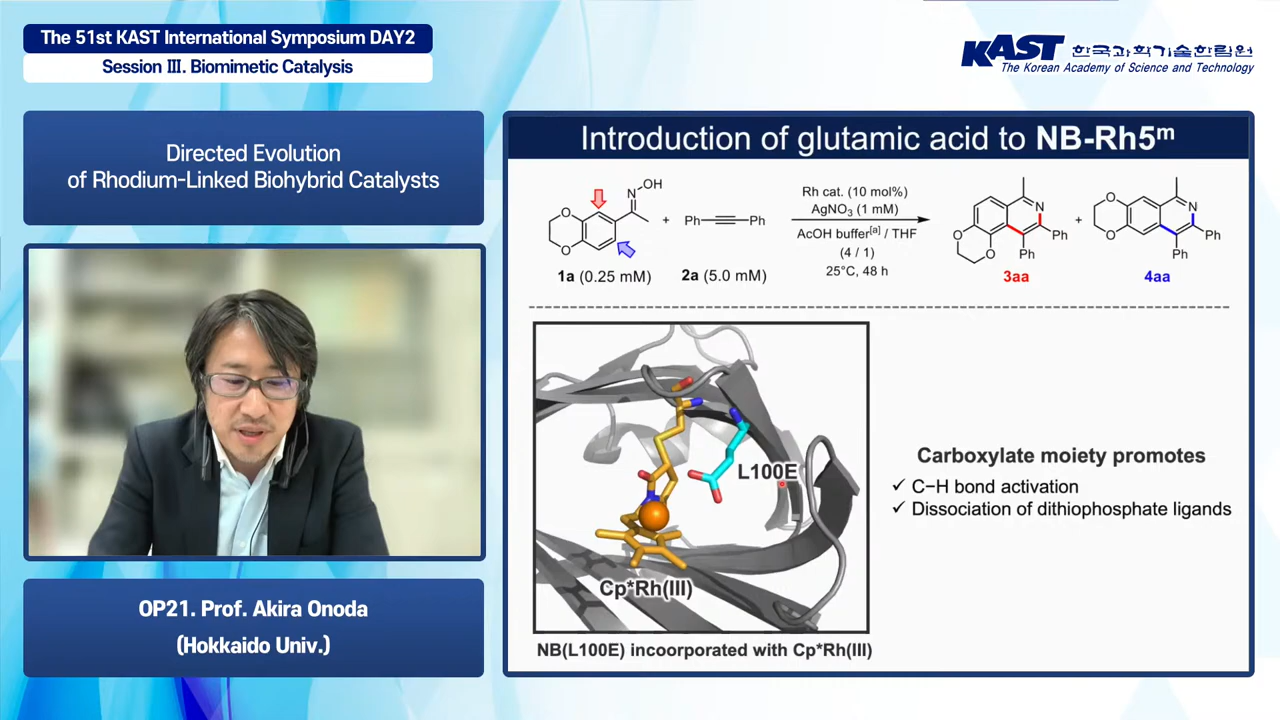 The 51st KAST International Symposium DAY2
Session Ⅲ. Biomimetic Catalysis
KAST 한국과학기술한림원
The Korean Academy of Science and Technology
Directed Evolution
of Rhodium-Linked Biohybrid Catalysts
OP21. Prof. Akira Onoda
(Hokkaido Univ.)
Introduction of glutamic acid to NB-Rh5ᵐ
O
O
N
OH
1a (0.25 mM)
+
Ph
Ph
2a (5.0 mM)
Rh cat. (10 mol%)
AgNO₃ (1 mM)
AcOH buffer[a] / THF
(4 / 1)
25°C, 48 h
N
O
O
Ph
Ph
3aa
+
O
O
N
Ph
Ph
4aa
L100E
Cp*Rh(III)
NB(L100E) incoorporated with Cp*Rh(III)
Carboxylate moiety promotes
✓ C−H bond activation
✓ Dissociation of dithiophosphate ligands